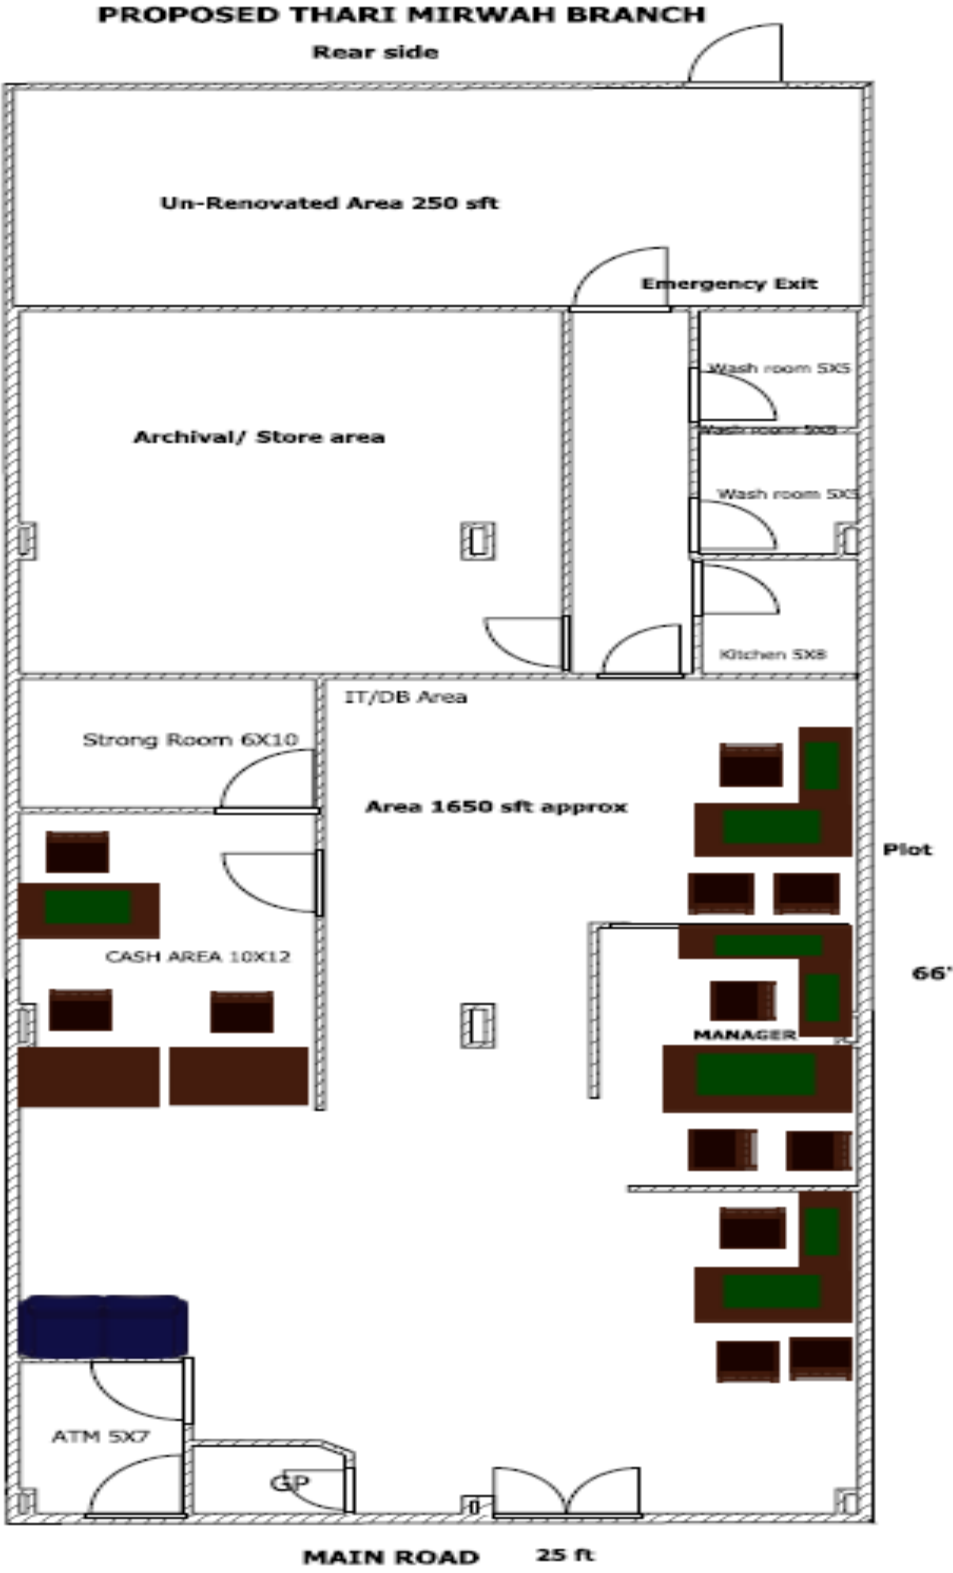 PROPOSED THARI MIRWAH BRANCH
Rear side
Un-Renovated Area 250 sft
Emergency Exit
Wash room 5X5
Archival/ Store area
Wash room 5X5
Wash room 5X5
Kitchen 5X8
IT/DB Area
Strong Room 6X10
Area 1650 sft approx
Plot
CASH AREA 10X12
66'
MANAGER
ATM 5X7
GP
MAIN ROAD 25 ft